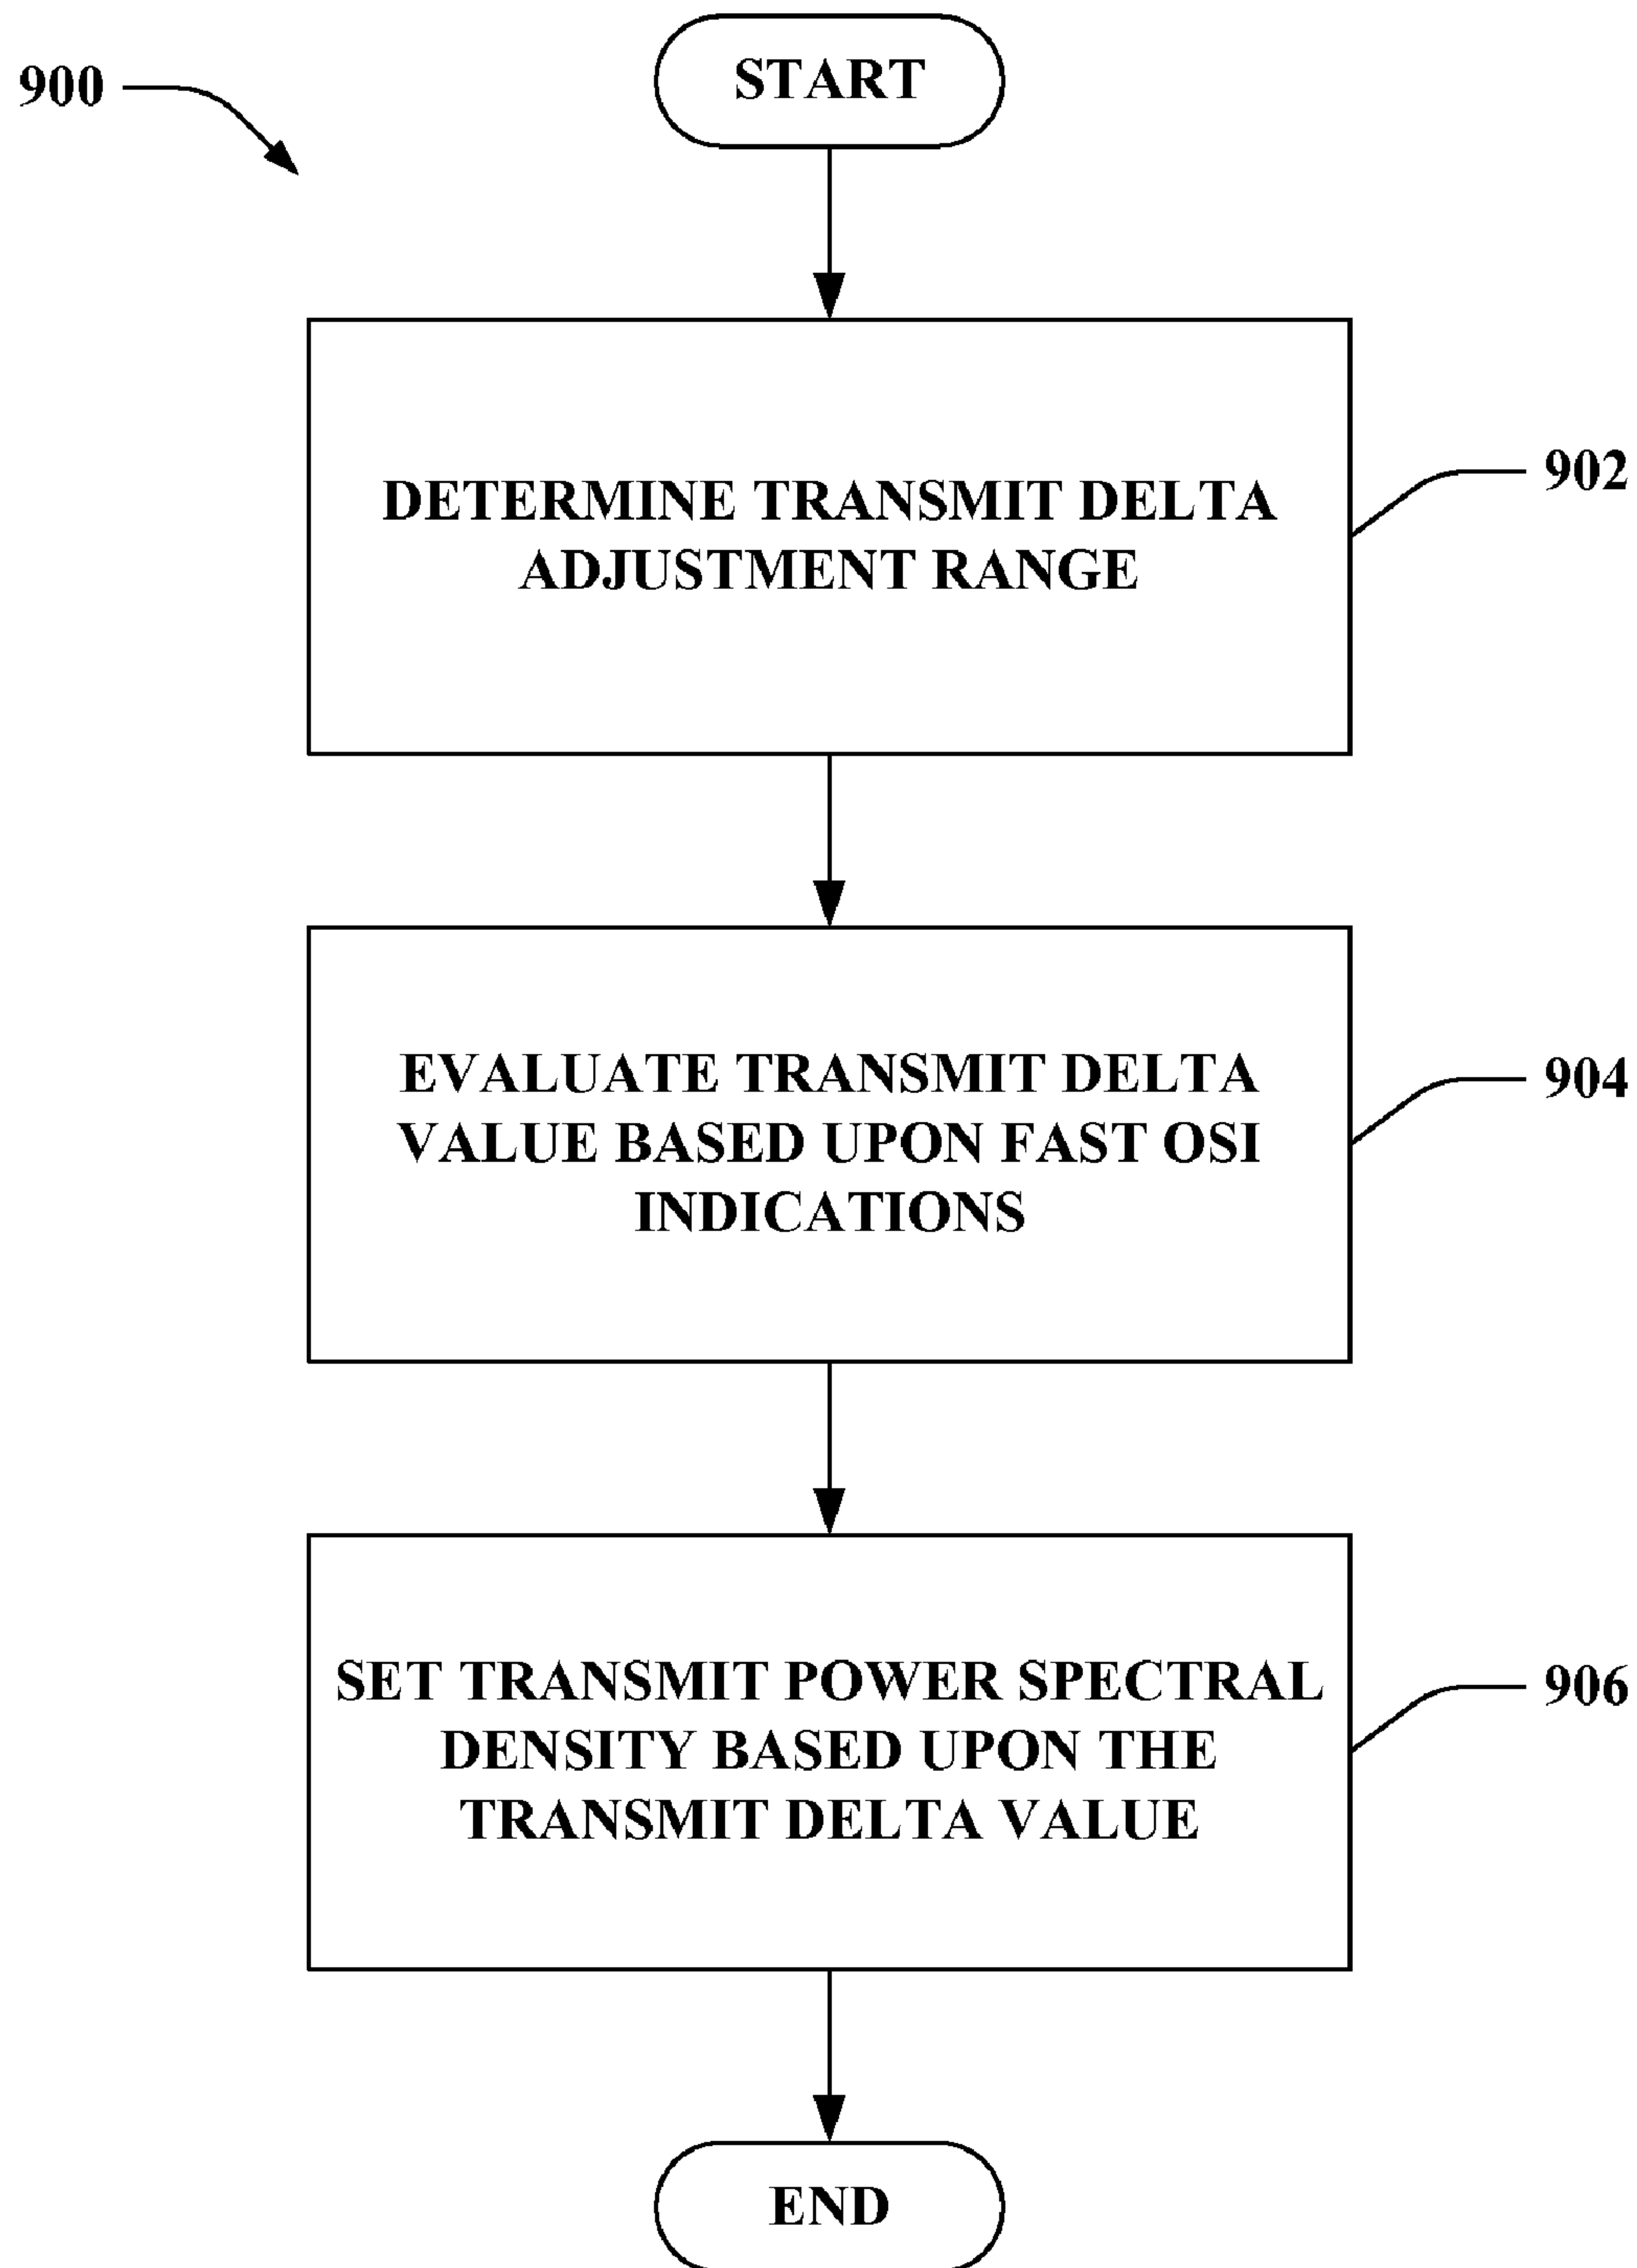 900
START
DETERMINE TRANSMIT DELTA
ADJUSTMENT RANGE
902
EVALUATE TRANSMIT DELTA
VALUE BASED UPON FAST OSI
INDICATIONS
904
SET TRANSMIT POWER SPECTRAL
DENSITY BASED UPON THE
TRANSMIT DELTA VALUE
906
END